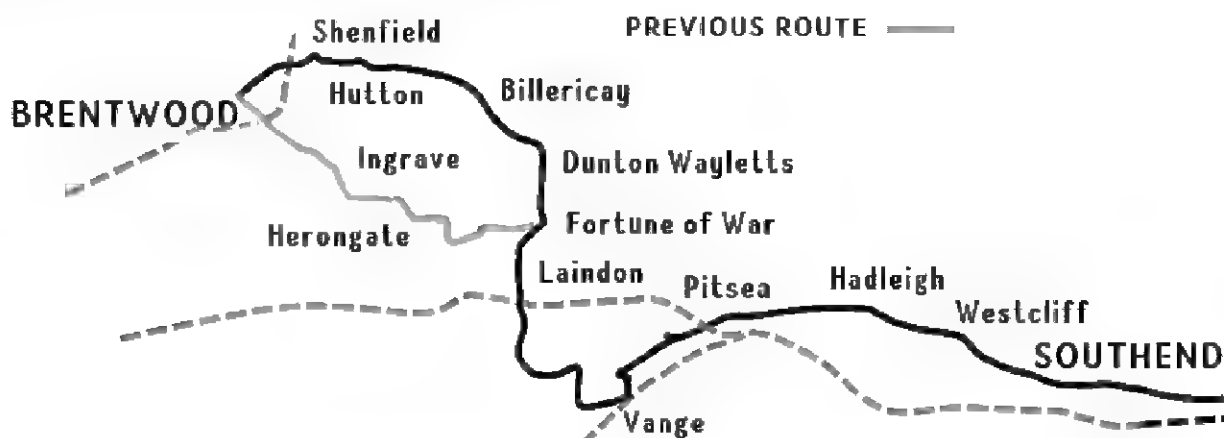 Shenfield
PREVIOUS ROUTE
Hutton
Billericay
BRENTWOOD
Ingrave
Dunton Wayletts
Herongate
Fortune of War
Laindon
Pitsea
Hadleigh
Westcliff
SOUTHEND
Vange